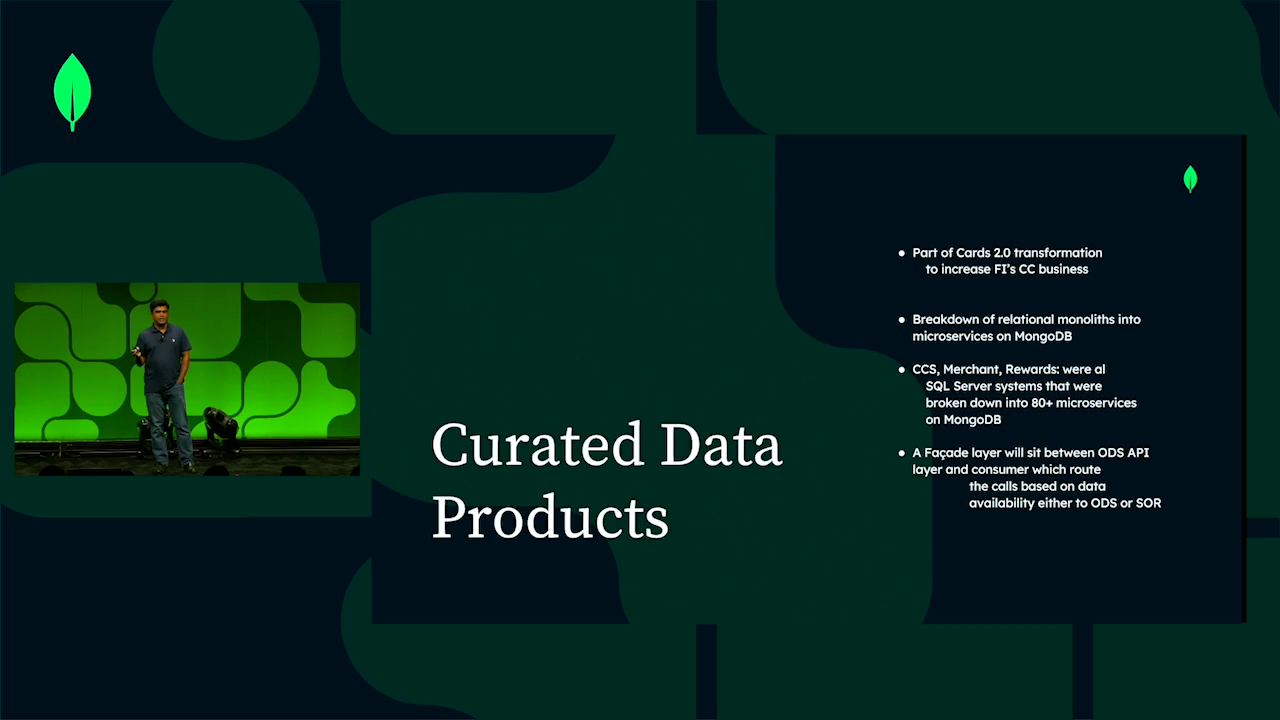 Curated Data
Products
• Part of Cards 2.0 transformation
to increase FI's CC business
• Breakdown of relational monoliths into
microservices on MongoDB
• CCS, Merchant, Rewards: were al
SQL Server systems that were
broken down into 80+ microservices
on MongoDB
• A Façade layer will sit between ODS API
layer and consumer which route
the calls based on data
availability either to ODS or SOR